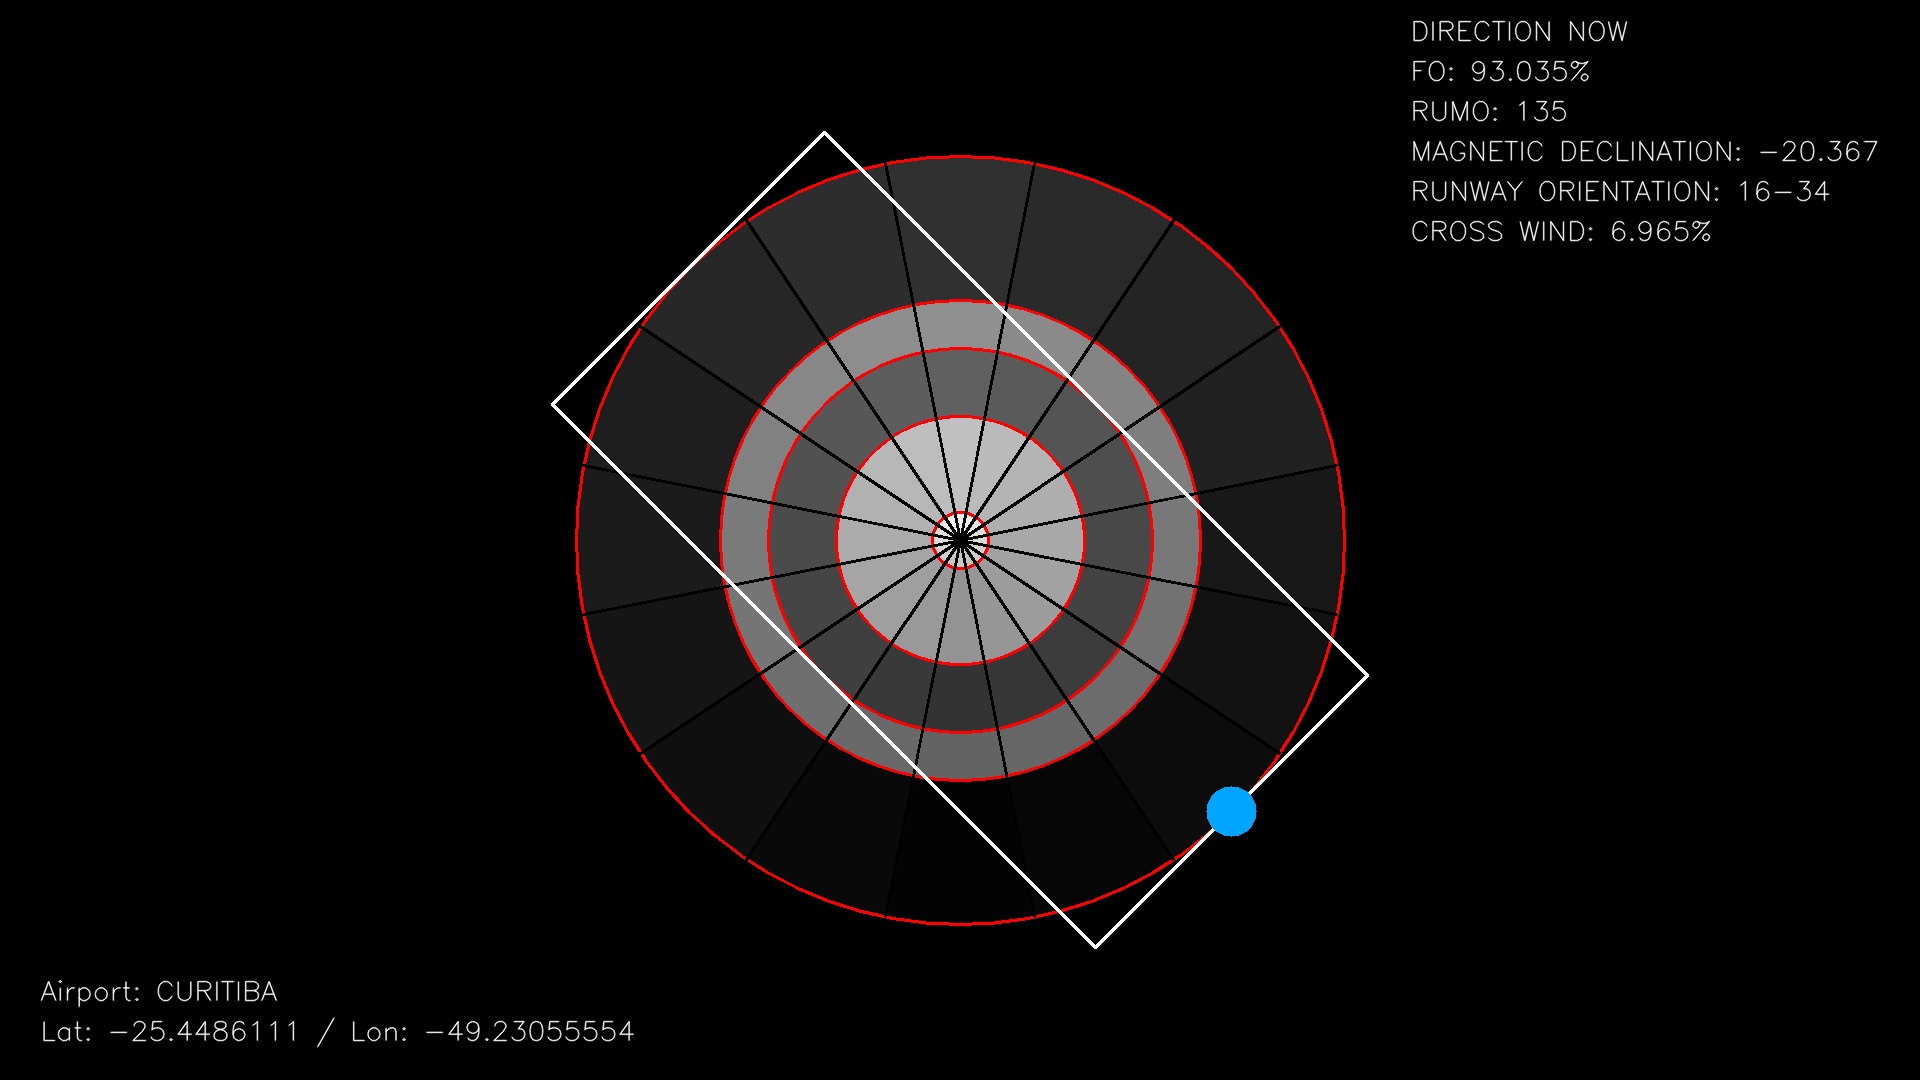 DIRECTION NOW
FO: 93.035%
RUMO: 135
MAGNETIC DECLINATION: -20.367
RUNWAY ORIENTATION: 16-34
CROSS WIND: 6.965%
Airport: CURITIBA
Lat: -25.4486111 / Lon: -49.23055554